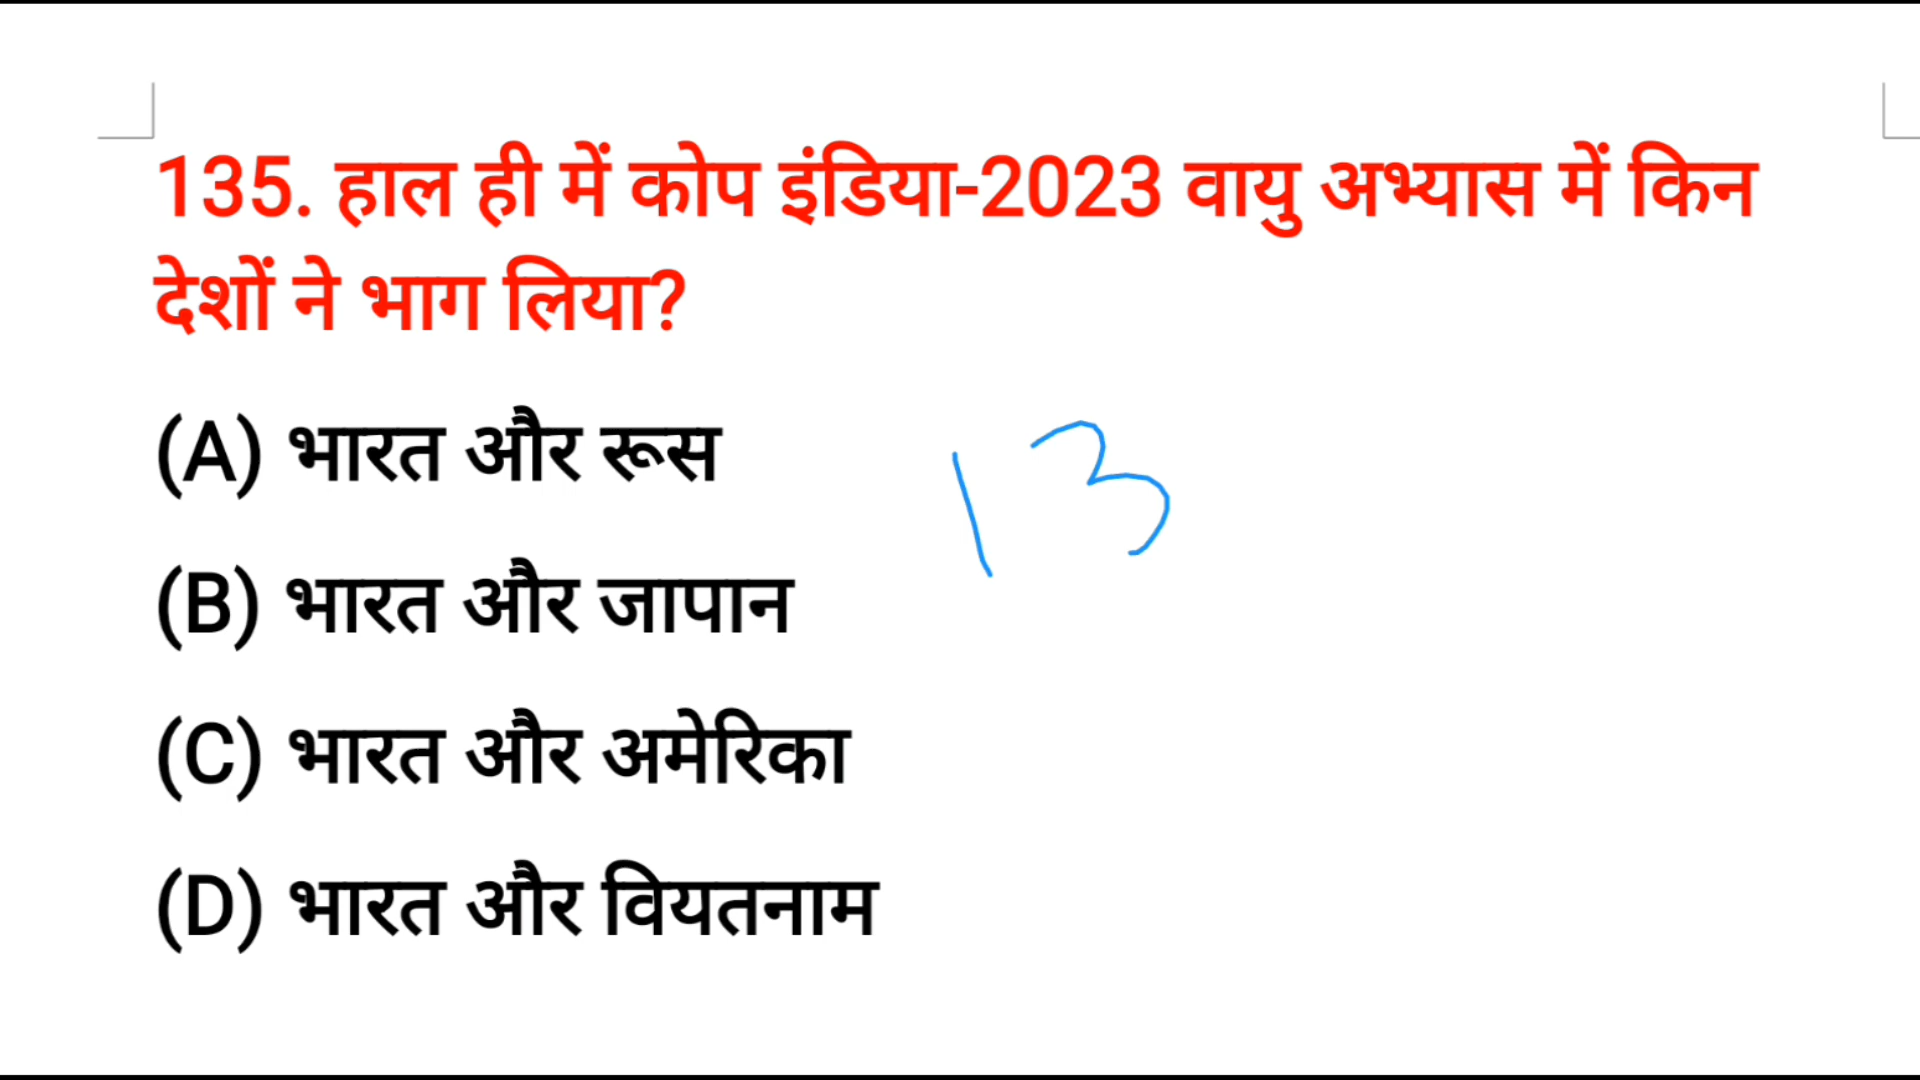 135. हाल ही में कोप इंडिया-2023 वायु अभ्यास में किन
देशों ने भाग लिया?
(A) भारत और रूस
13
(B) भारत और जापान
(C) भारत और अमेरिका
(D) भारत और वियतनाम